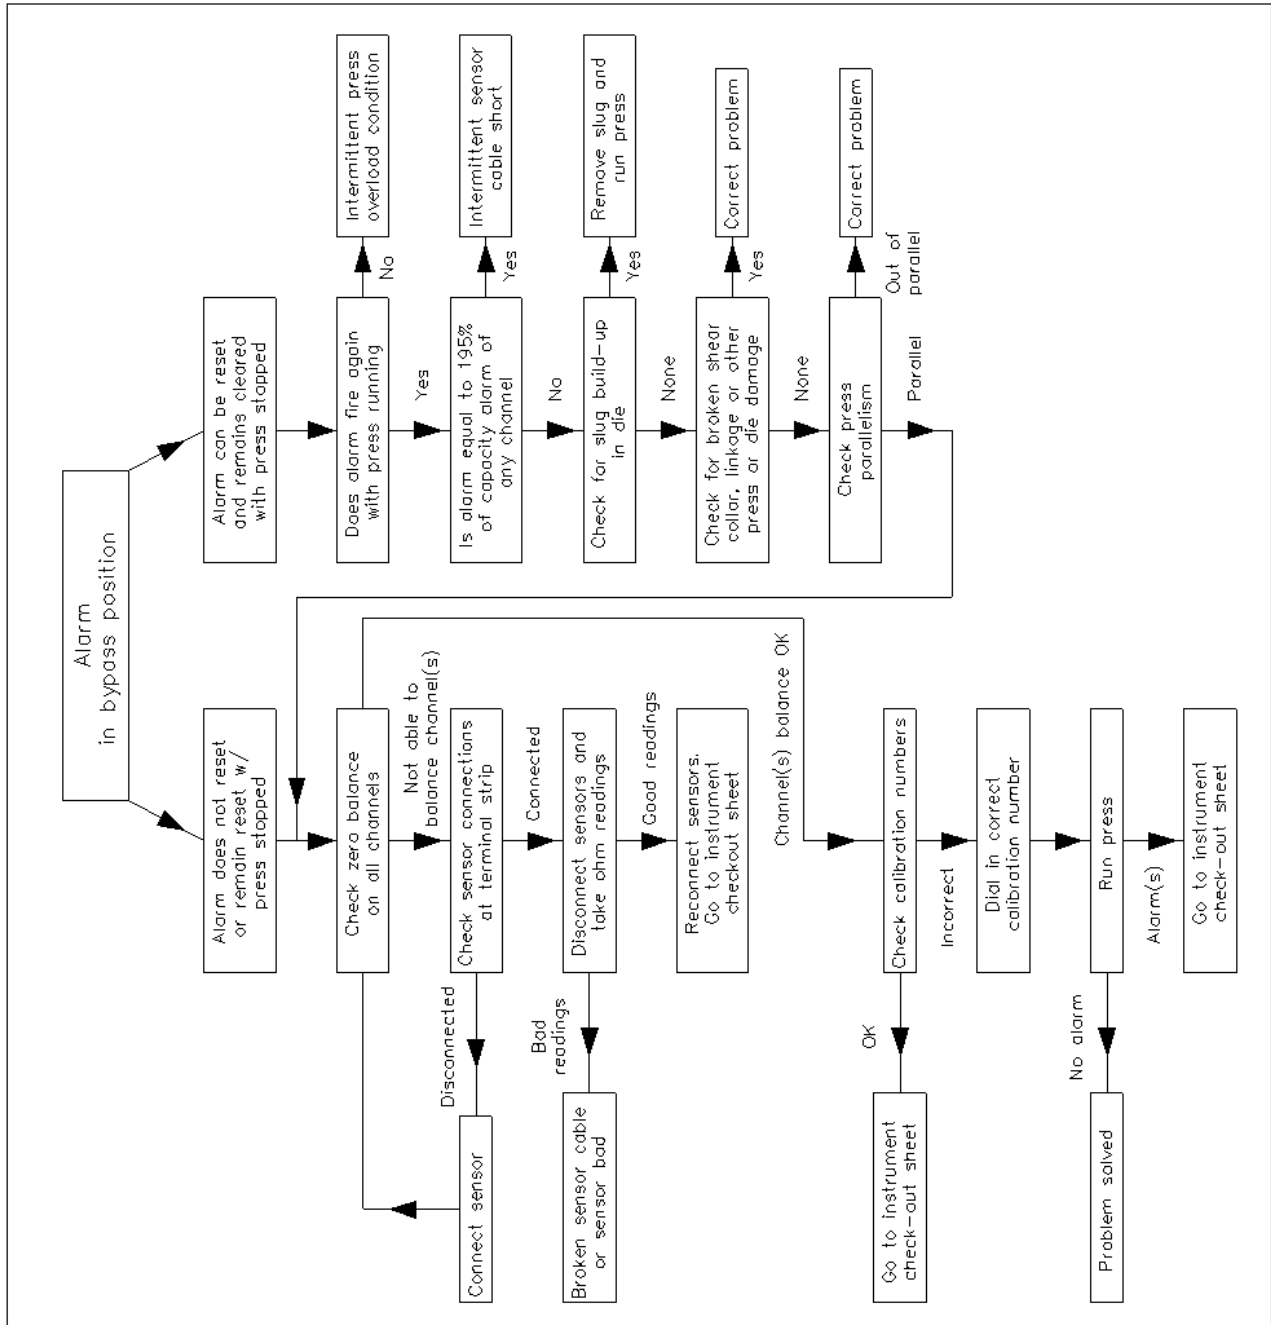 Alarm
in bypass position
Alarm does not reset
or remain reset w/
press stopped
Alarm can be reset
and remains cleared
with press stopped
Check zero balance
on all channels
Does alarm fire again
with press running
No
Intermittent press
overload condition
Not able to
balance channel(s)
Yes
Disconnected
Connect sensor
Check sensor connections
at terminal strip
Is alarm equal to 195%
of capacity alarm of
any channel
Yes
Intermittent sensor
cable short
Connected
No
Broken sensor cable
or sensor bad
Bad
readings
Disconnect sensors and
take ohm readings
Check for slug build-up
in die
Yes
Remove slug and
run press
Good readings
None
Reconnect sensors.
Go to instrument
checkout sheet
Check for broken shear
collar, linkage or other
press or die damage
Yes
Correct problem
None
Channel(s) balance OK
Check press
parallelism
Out of
parallel
Correct problem
Parallel
Go to instrument
check-out sheet
OK
Check calibration numbers
Incorrect
Dial in correct
calibration number
Problem solved
No alarm
Run press
Alarm(s)
Go to instrument
check-out sheet